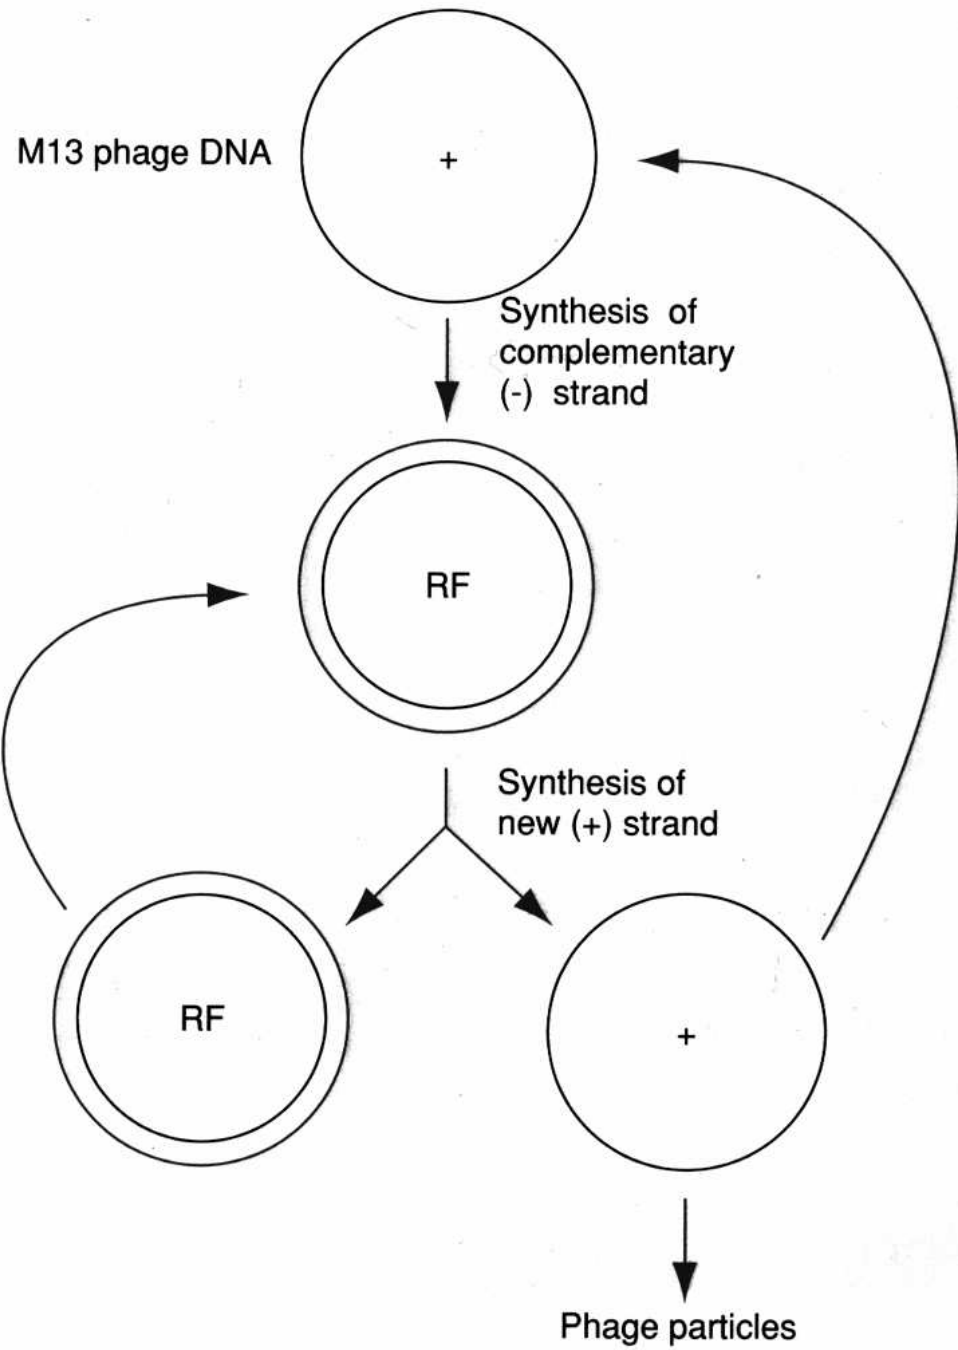 M13 phage DNA
+
Synthesis of
complementary
(-) strand
RF
Synthesis of
new (+) strand
RF
+
Phage particles